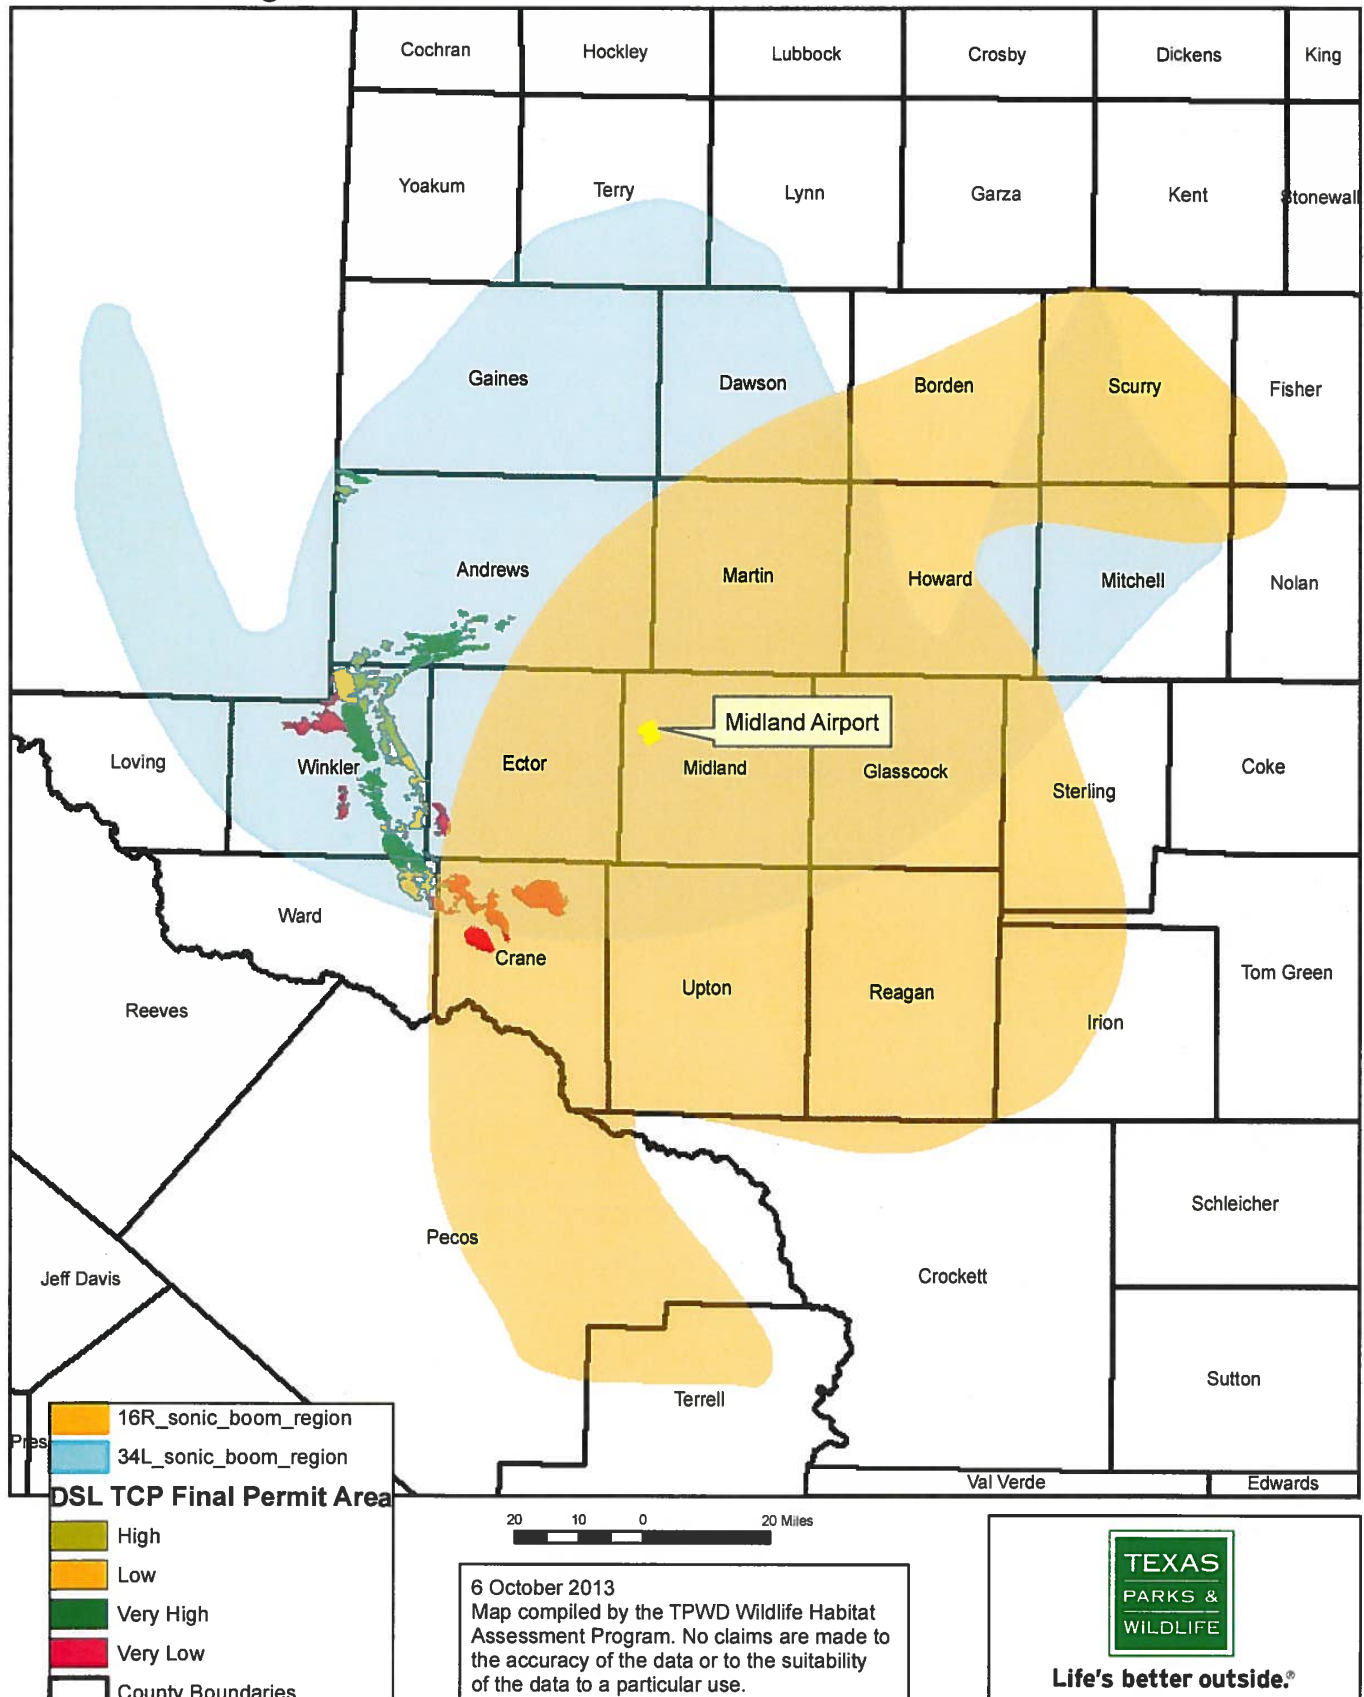 Cochran
Hockley
Lubbock
Crosby
Dickens
King
Yoakum
Terry
Lynn
Garza
Kent
Stonewall
Gaines
Dawson
Borden
Scurry
Fisher
Andrews
Martin
Howard
Mitchell
Nolan
Midland Airport
Loving
Winkler
Ector
Midland
Glasscock
Sterling
Coke
Ward
Crane
Upton
Reagan
Irion
Tom Green
Reeves
Pecos
Jeff Davis
Crockett
Schleicher
Sutton
Terrell
Pres
Val Verde
Edwards
16R_sonic_boom_region
34L_sonic_boom_region
DSL TCP Final Permit Area
High
Low
Very High
Very Low
County Boundaries
20 10 0 20 Miles
6 October 2013
Map compiled by the TPWD Wildlife Habitat
Assessment Program. No claims are made to
the accuracy of the data or to the suitability
of the data to a particular use.
TEXAS
PARKS &
WILDLIFE
Life's better outside.®